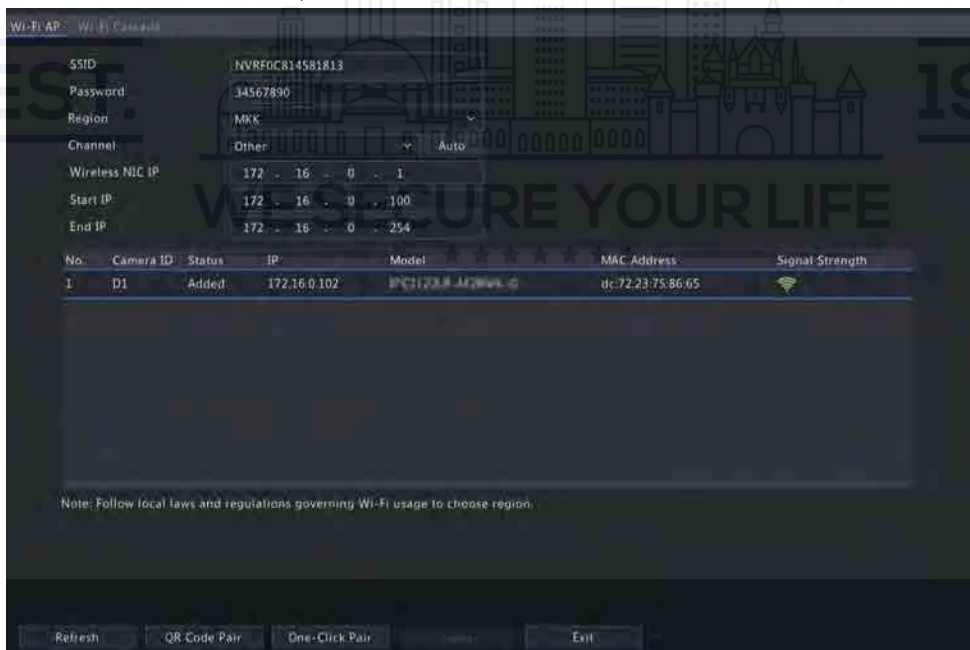 Wi-Fi AP Wi-Fi Cascade
SSID NVRF0C814581813
Password 34567890
Region MKK
Channel Other Auto
Wireless NIC IP 172 . 16 . 0 . 1
Start IP 172 . 16 . 0 . 100
End IP 172 . 16 . 0 . 254
WE SECURE YOUR LIFE
EST. 19
No. Camera ID Status IP Model MAC Address Signal Strength
1 D1 Added 172.16.0.102 dc:72:23:75:86:65
Note: Follow local laws and regulations governing Wi-Fi usage to choose region.
Refresh QR Code Pair One-Click Pair Exit